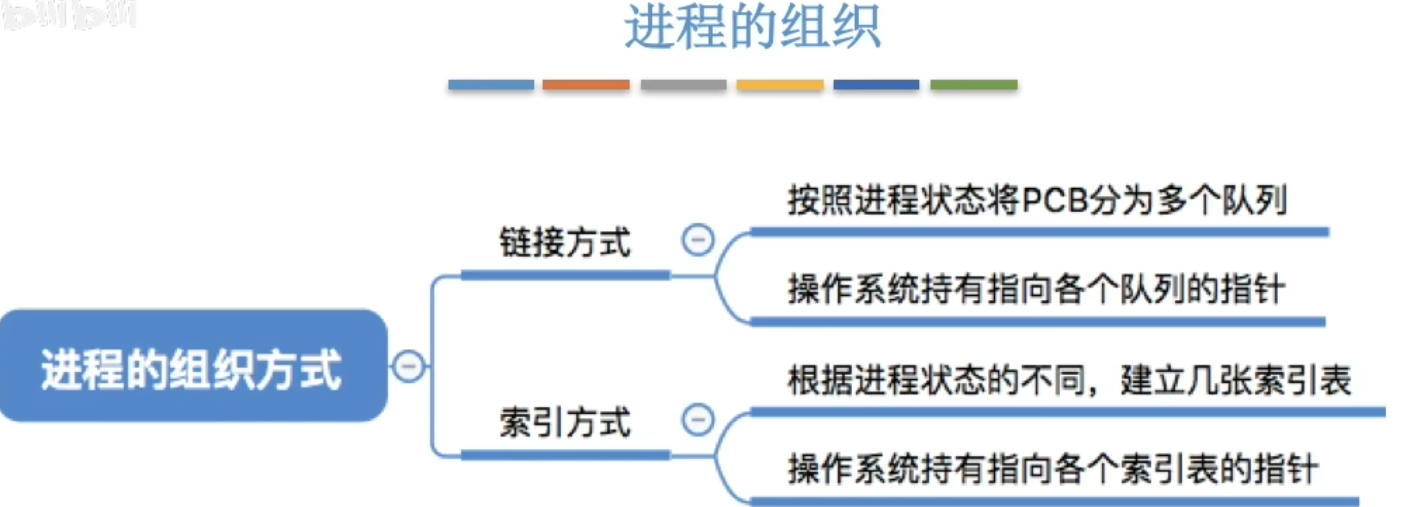 进程的组织
按照进程状态将PCB分为多个队列
链接方式
操作系统持有指向各个队列的指针
进程的组织方式
根据进程状态的不同，建立几张索引表
索引方式
操作系统持有指向各个索引表的指针